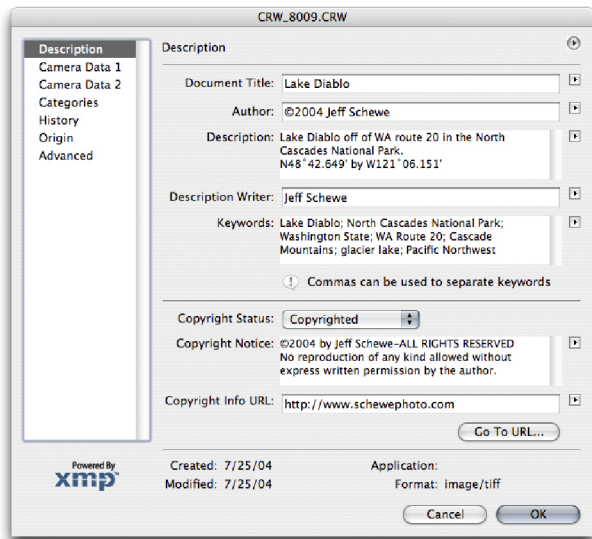 CRW_8009.CRW
Description
Camera Data 1
Camera Data 2
Categories
History
Origin
Advanced
Description
Document Title: Lake Diablo
Author: ©2004 Jeff Schewe
Description: Lake Diablo off of WA route 20 in the North
Cascades National Park.
N48°42.649' by W121°06.151'
Description Writer: Jeff Schewe
Keywords: Lake Diablo; North Cascades National Park;
Washington State; WA Route 20; Cascade
Mountains; glacier lake; Pacific Northwest
! Commas can be used to separate keywords
Copyright Status: Copyrighted
Copyright Notice: ©2004 by Jeff Schewe-ALL RIGHTS RESERVED
No reproduction of any kind allowed without
express written permission by the author.
Copyright Info URL: http://www.schewephoto.com
Go To URL...
Powered By
xmp™
Created: 7/25/04
Application:
Modified: 7/25/04
Format: image/tiff
Cancel
OK